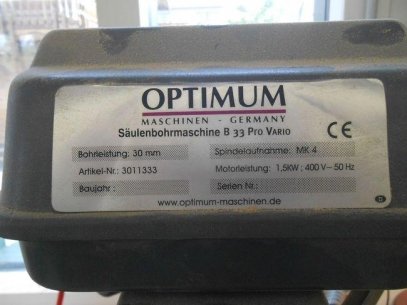 OPTIMUM
MASCHINEN - GERMANY
Säulenbohrmaschine B 33 Pro Vario
CE
Bohrleistung: 30 mm
Spindelaufnahme: MK 4
Artikel-Nr.: 3011333
Motorleistung: 1,5KW ; 400 V~ 50 Hz
Baujahr:
Serien Nr.:
www.optimum-maschinen.de
D